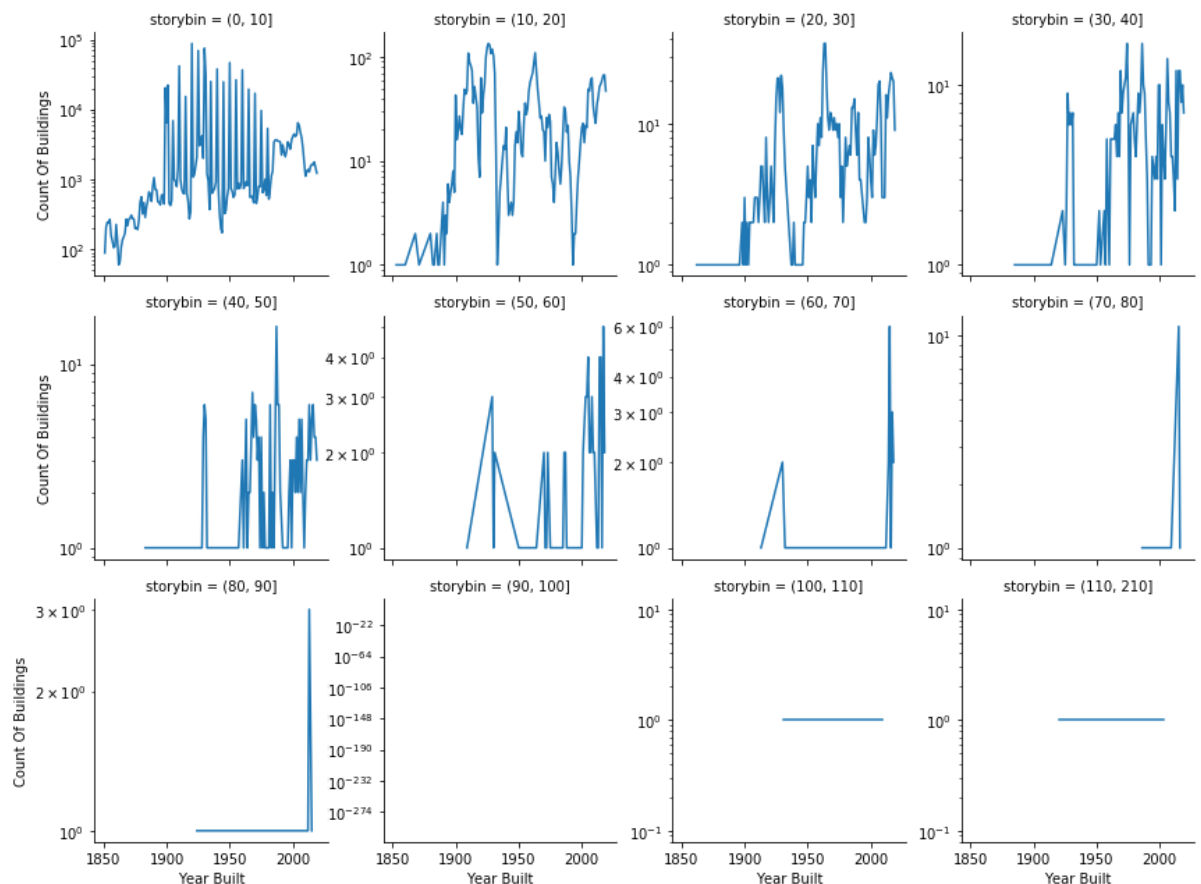 storybin = (0, 10]
storybin = (10, 20]
storybin = (20, 30]
storybin = (30, 40]
Count Of Buildings
10⁵
10⁴
10³
10²
10²
10¹
10⁰
10¹
10⁰
10¹
10⁰
storybin = (40, 50]
storybin = (50, 60]
storybin = (60, 70]
storybin = (70, 80]
Count Of Buildings
10¹
10⁰
4 × 10⁰
3 × 10⁰
2 × 10⁰
10⁰
6 × 10⁰
4 × 10⁰
3 × 10⁰
2 × 10⁰
10⁰
10¹
10⁰
storybin = (80, 90]
storybin = (90, 100]
storybin = (100, 110]
storybin = (110, 210]
Count Of Buildings
3 × 10⁰
2 × 10⁰
10⁰
10⁻²²
10⁻⁶⁴
10⁻¹⁰⁶
10⁻¹⁴⁸
10⁻¹⁹⁰
10⁻²³²
10⁻²⁷⁴
10¹
10⁰
10⁻¹
10¹
10⁰
10⁻¹
1850 1900 1950 2000
1850 1900 1950 2000
1850 1900 1950 2000
1850 1900 1950 2000
Year Built
Year Built
Year Built
Year Built